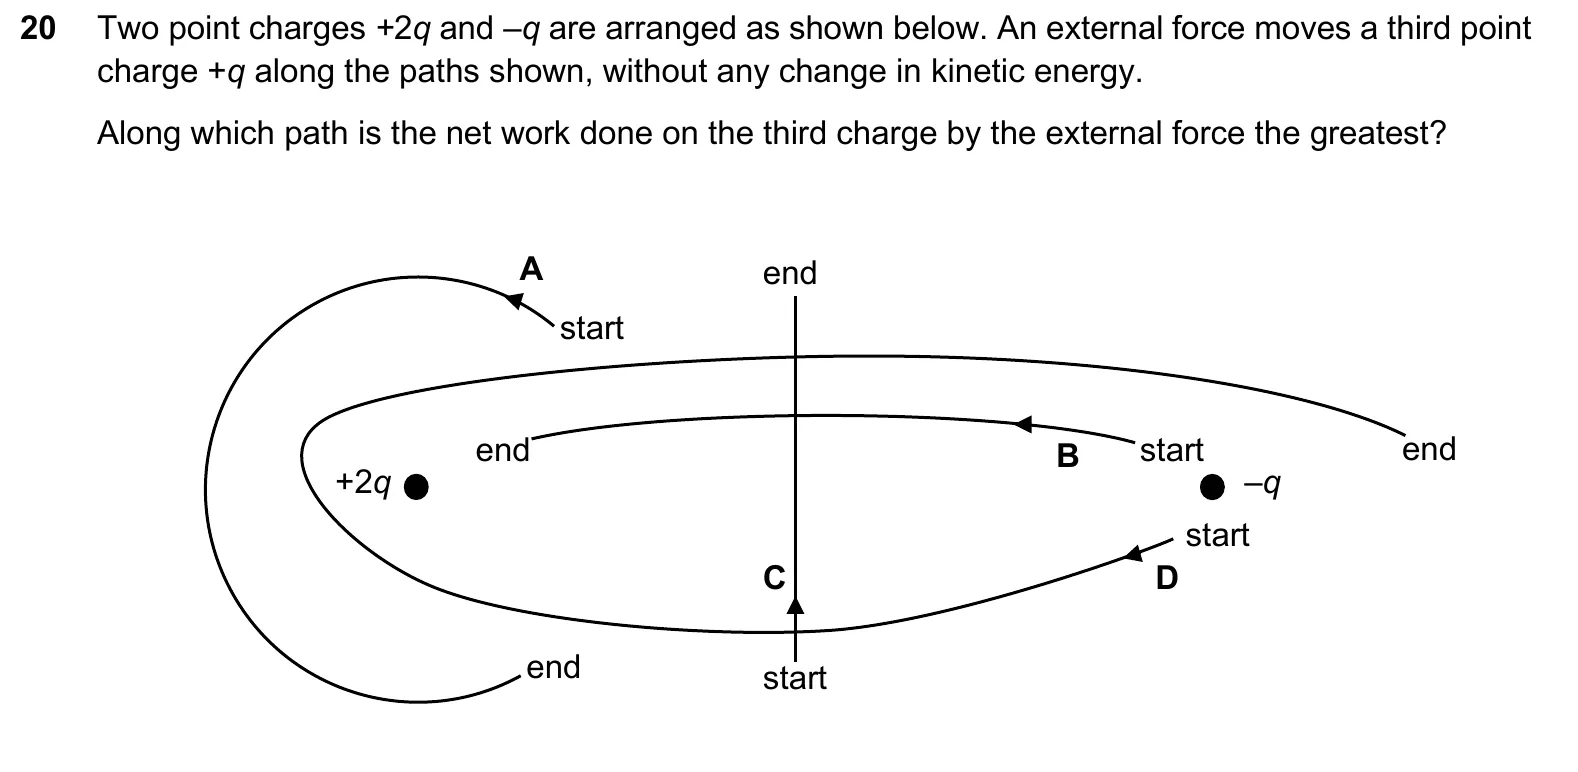 20 Two point charges +2q and –q are arranged as shown below. An external force moves a third point
charge +q along the paths shown, without any change in kinetic energy.
Along which path is the net work done on the third charge by the external force the greatest?
A
end
start
end
B
start
end
+2q
–q
start
C
D
end
start